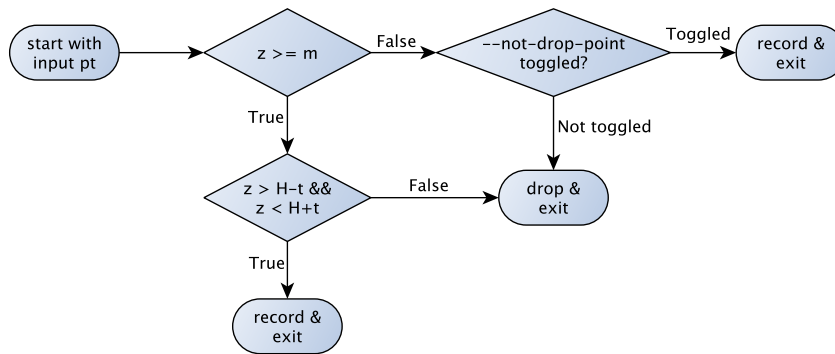 start with
input pt
z >= m
False
--not-drop-point
toggled?
Toggled
record &
exit
True
Not toggled
z > H-t &&
z < H+t
False
drop &
exit
True
record &
exit